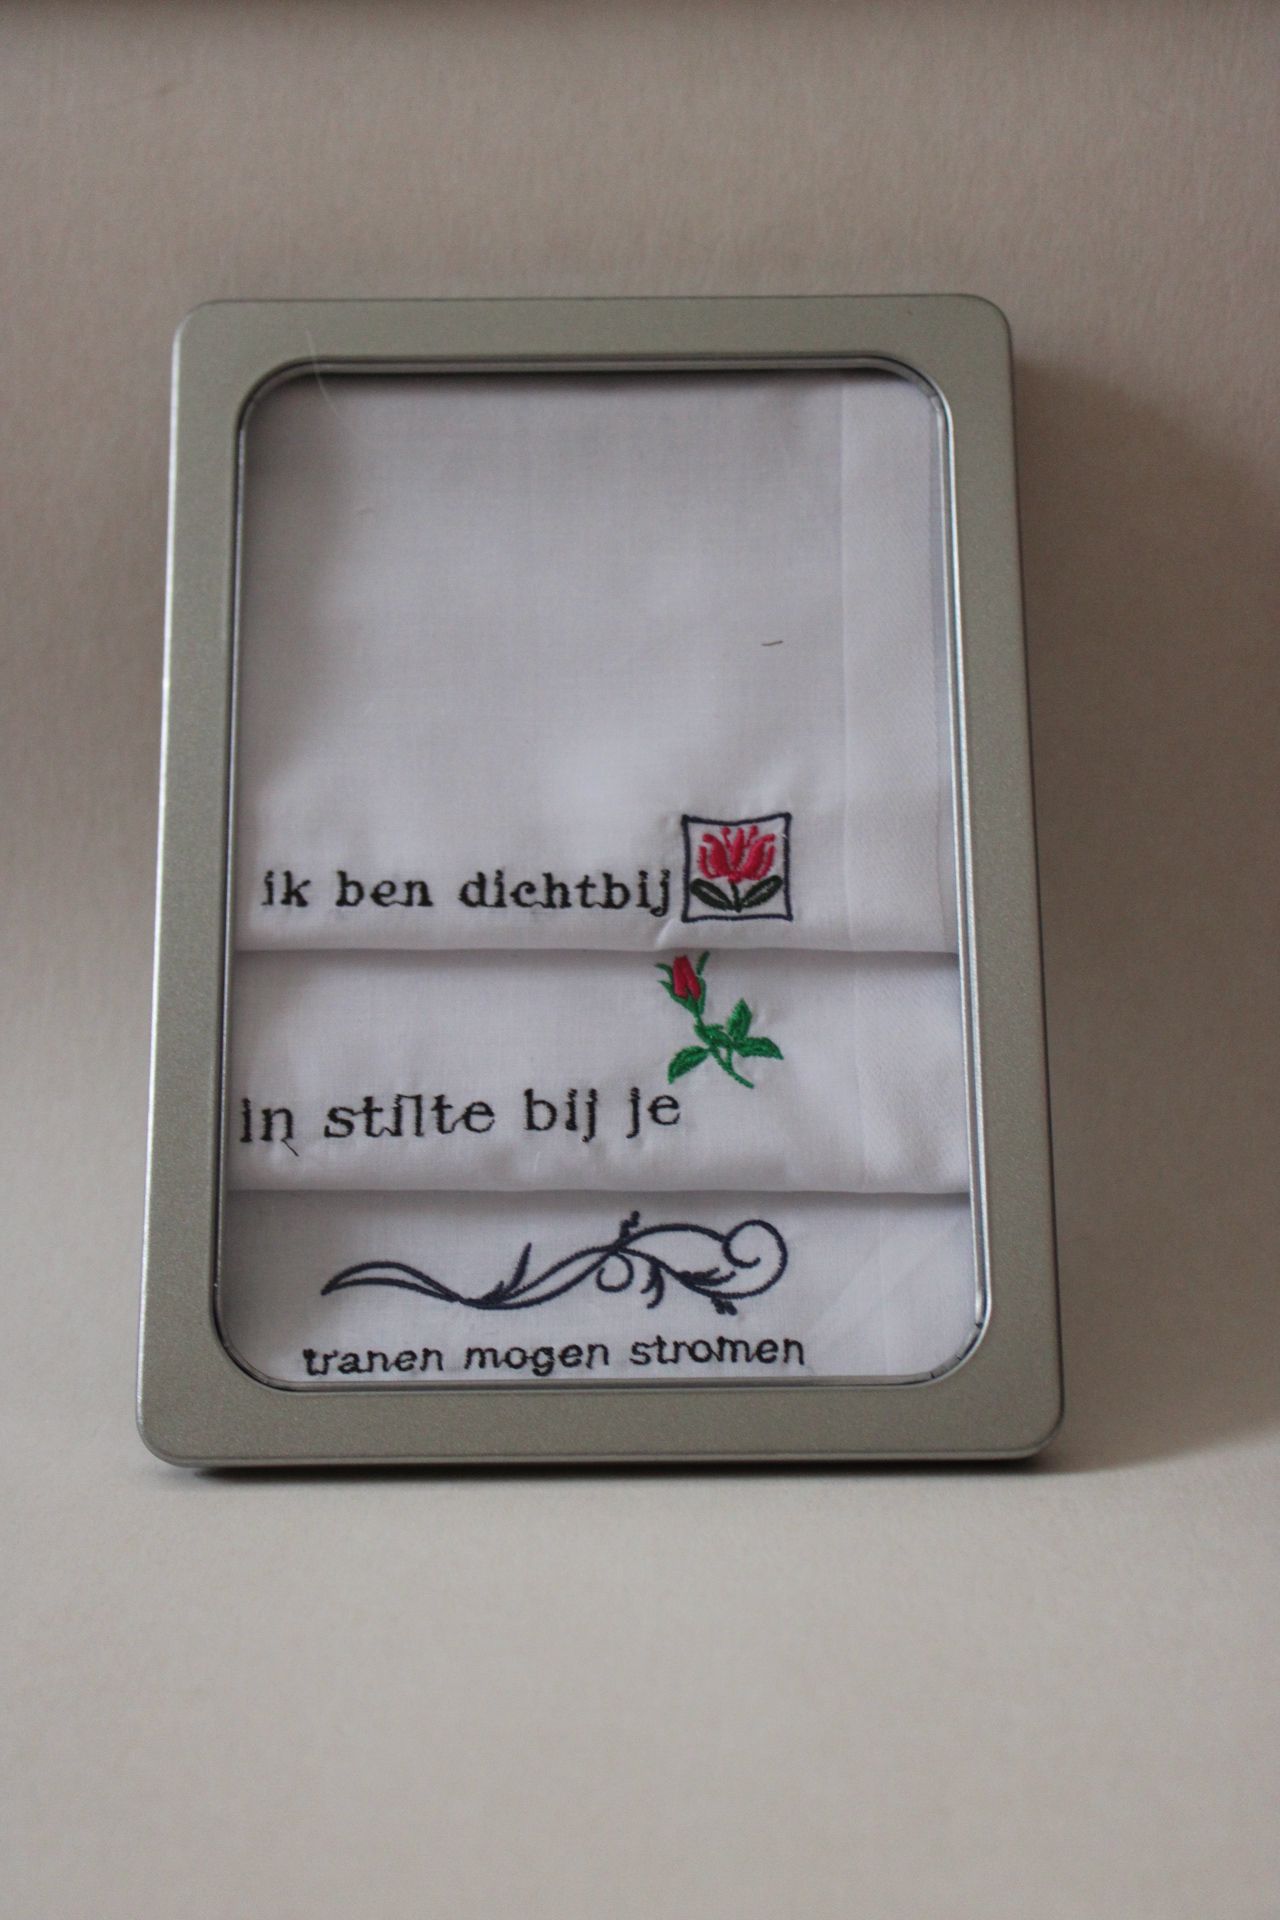 ik ben dichtbij
in stilte bij je
tranen mogen stromen